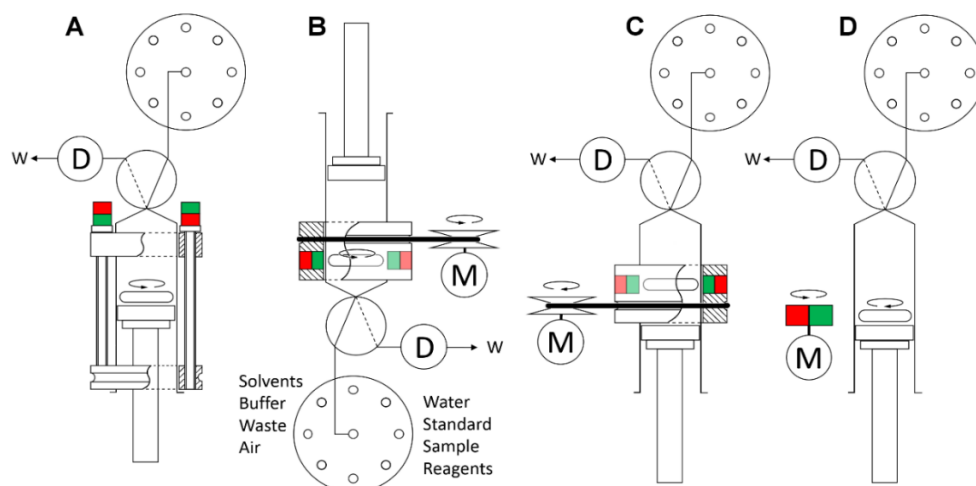 A
B
C
D
W
D
W
D
W
D
M
D
W
M
M
Solvents
Buffer
Waste
Air
Water
Standard
Sample
Reagents